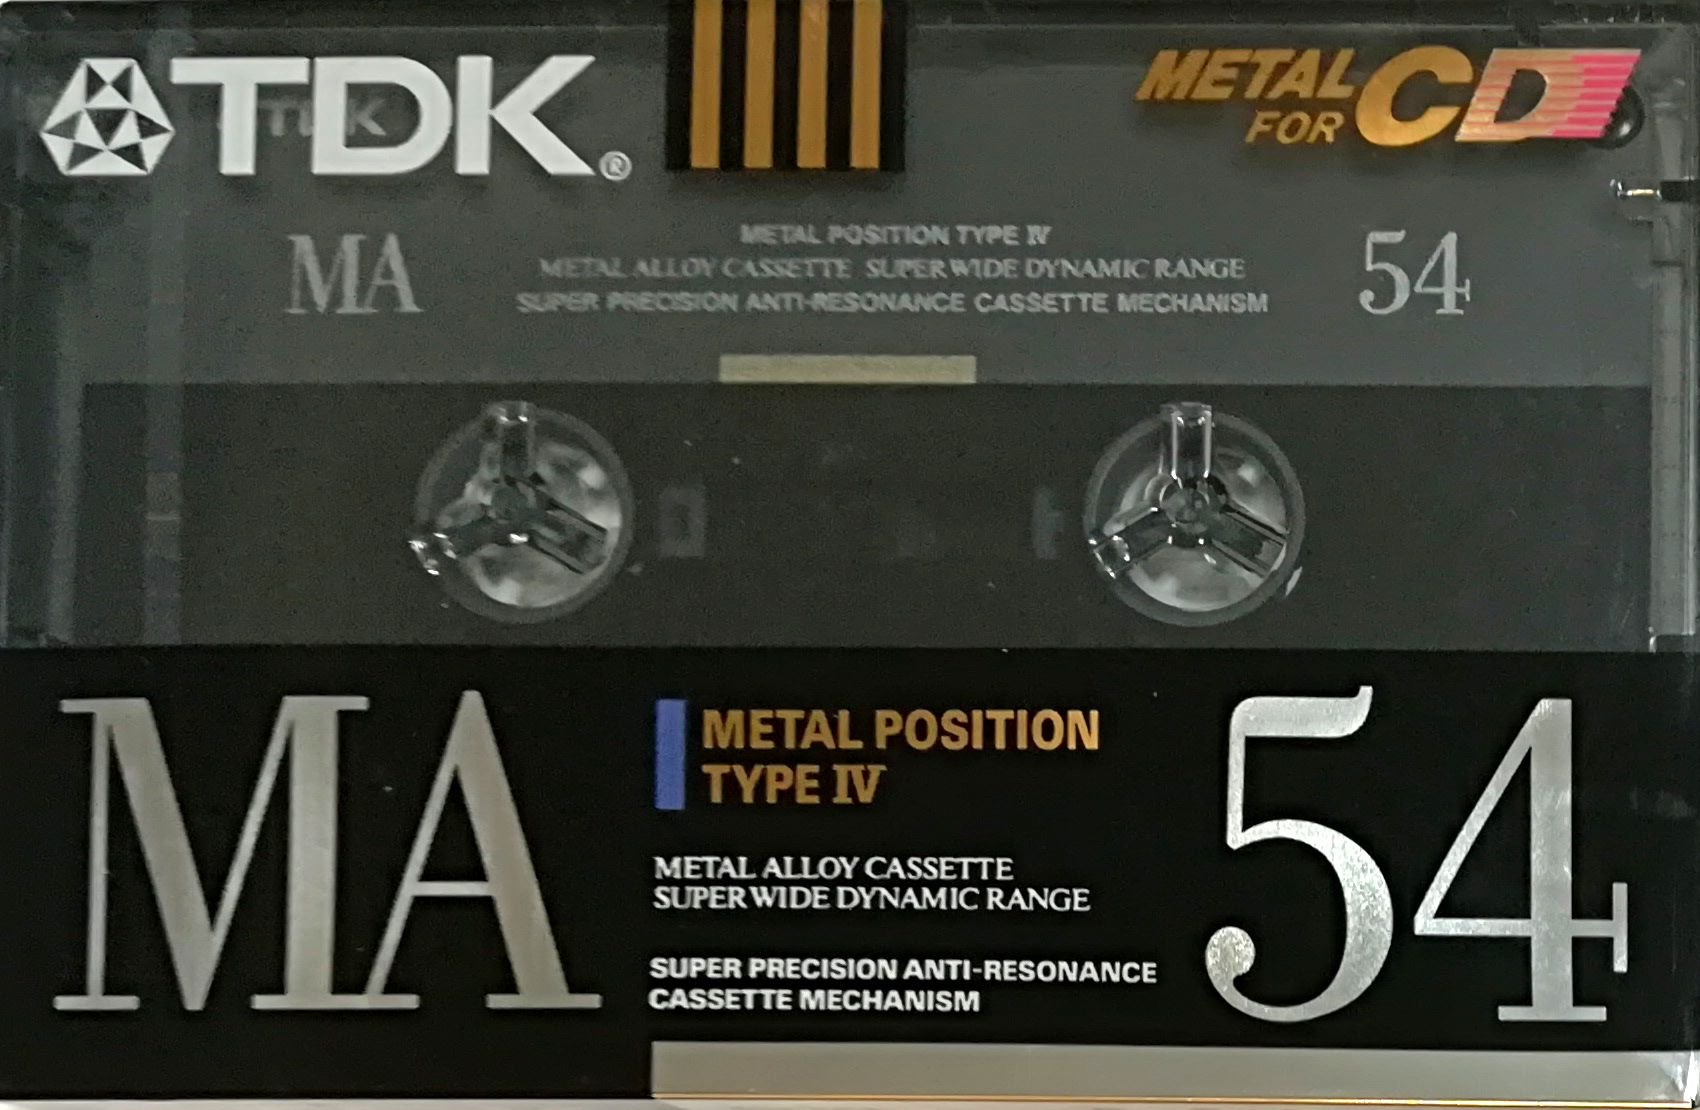 TDK®
METAL
FOR CD
TDK
MA
METAL POSITION TYPE IV
METAL ALLOY CASSETTE SUPER WIDE DYNAMIC RANGE
SUPER PRECISION ANTI-RESONANCE CASSETTE MECHANISM
54
MA
METAL POSITION
TYPE IV
METAL ALLOY CASSETTE
SUPER WIDE DYNAMIC RANGE
SUPER PRECISION ANTI-RESONANCE
CASSETTE MECHANISM
54